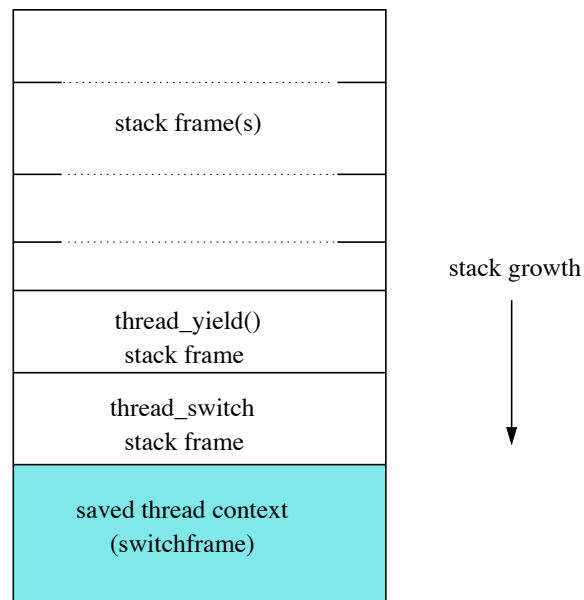 stack frame(s)
stack growth
thread_yield()
stack frame
thread_switch
stack frame
saved thread context
(switchframe)